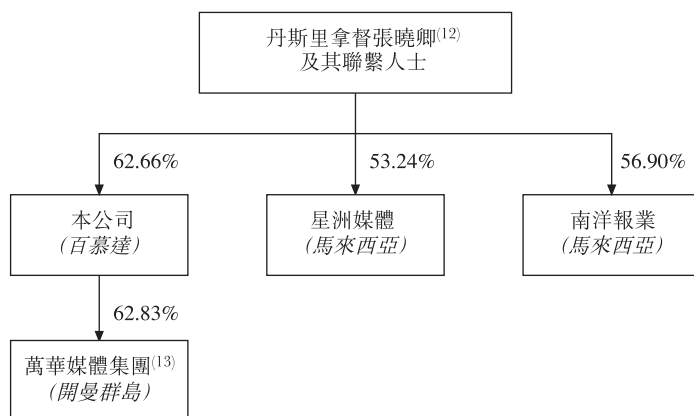 丹斯里拿督張曉卿(12)
及其聯繫人士
62.66%
53.24%
56.90%
本公司
(百慕達)
星洲媒體
(馬來西亞)
南洋報業
(馬來西亞)
62.83%
萬華媒體集團(13)
(開曼群島)